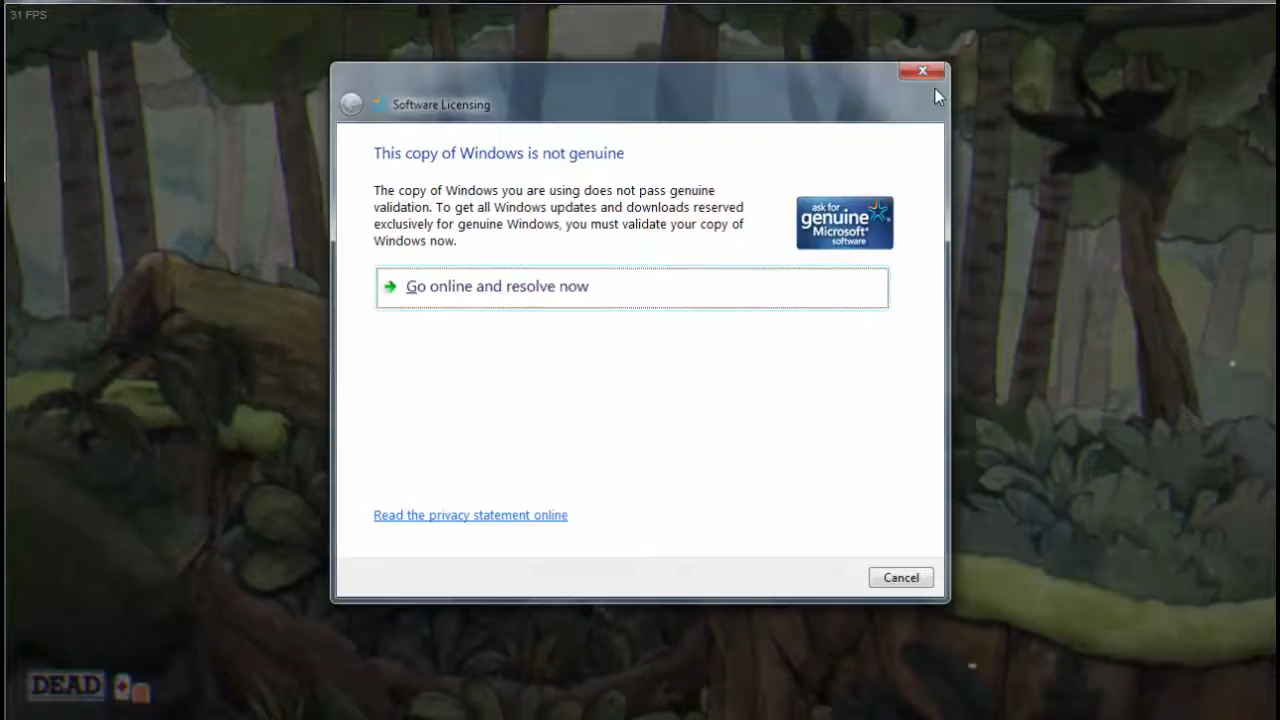 31 FPS
Software Licensing
This copy of Windows is not genuine
The copy of Windows you are using does not pass genuine
validation. To get all Windows updates and downloads reserved
exclusively for genuine Windows, you must validate your copy of
Windows now.
ask for
genuine
Microsoft®
software
Go online and resolve now
Read the privacy statement online
Cancel
DEAD